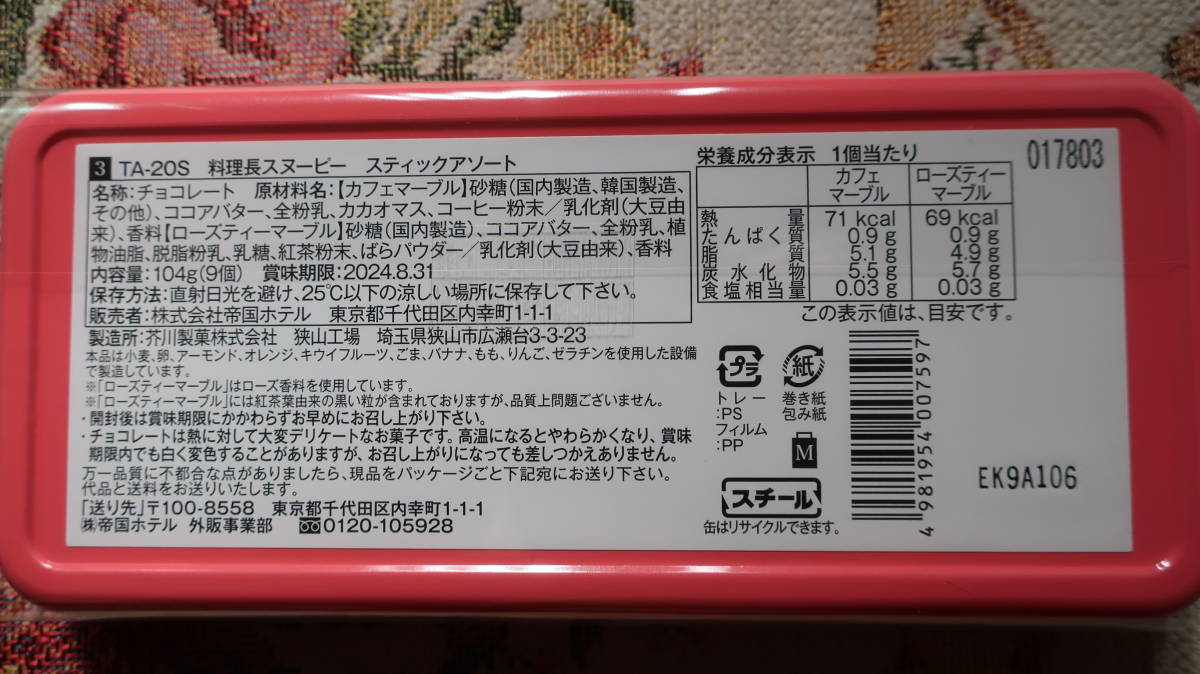 3 TA-20S 料理長スヌーピー スティックアソート
名称:チョコレート 原材料名:【カフェマーブル】砂糖(国内製造、韓国製造、
その他)、ココアバター、全粉乳、カカオマス、コーヒー粉末／乳化剤(大豆由
来)、香料【ローズティーマーブル】砂糖(国内製造)、ココアバター、全粉乳、植
物油脂、脱脂粉乳、乳糖、紅茶粉末、ばらパウダー／乳化剤(大豆由来)、香料
内容量:104g(9個) 賞味期限:2024.8.31
保存方法:直射日光を避け、25℃以下の涼しい場所に保存して下さい。
販売者:株式会社帝国ホテル 東京都千代田区内幸町1-1-1
製造所:芥川製菓株式会社 狭山工場 埼玉県狭山市広瀬台3-3-23
本品は小麦、卵、アーモンド、オレンジ、キウイフルーツ、ごま、バナナ、もも、りんご、ゼラチンを使用した設備
で製造しています。
※「ローズティーマーブル」はローズ香料を使用しています。
※「ローズティーマーブル」には紅茶葉由来の黒い粒が含まれておりますが、品質上問題ございません。
・開封後は賞味期限にかかわらずお早めにお召し上がり下さい。
・チョコレートは熱に対して大変デリケートなお菓子です。高温になるとやわらかくなり、賞味
期限内でも白く変色することがありますが、お召し上がりになっても差しつかえありません。
万一品質に不都合な点がありましたら、現品をパッケージごと下記宛にお送り下さい。
代品と送料をお送りいたします。
「送り先」〒100-8558 東京都千代田区内幸町1-1-1
㈱帝国ホテル 外販事業部 0120-105928
栄養成分表示 1個当たり
カフェマーブル ローズティーマーブル
熱量 71 kcal 69 kcal
たんぱく質 0.9 g 0.9 g
脂質 5.1 g 4.9 g
炭水化物 5.5 g 5.7 g
食塩相当量 0.03 g 0.03 g
この表示値は、目安です。
017803
プラ 紙
トレー 巻き紙
:PS 包み紙
フィルム
:PP
M
スチール
缶はリサイクルできます。
4 981954 007597
EK9A106